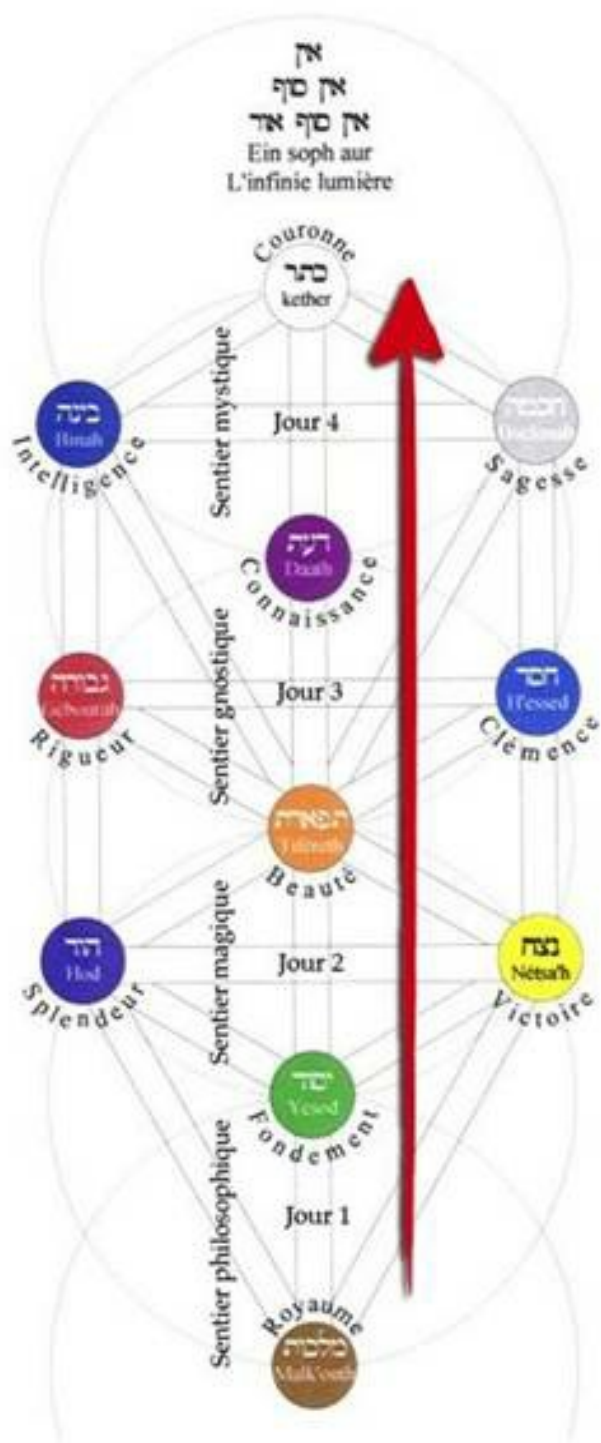 אין
אין סוף
אין סוף אור
Ein soph aur
L'infinie lumière
Couronne
כתר
kether
Sentier mystique
בינה
Binah
Intelligence
Jour 4
חכמה
Sagesse
דעת
Daath
Connaissance
Sentier gnostique
גבורה
Rigueur
Jour 3
חסד
H'essed
Clémence
תפארת
Tiféreth
Beauté
Sentier magique
הוד
Hod
Splendeur
Jour 2
נצח
Nétsa'h
Victoire
יסוד
Yesod
Fondement
Sentier philosophique
Jour 1
Royaume
מלכות
Malk'outh